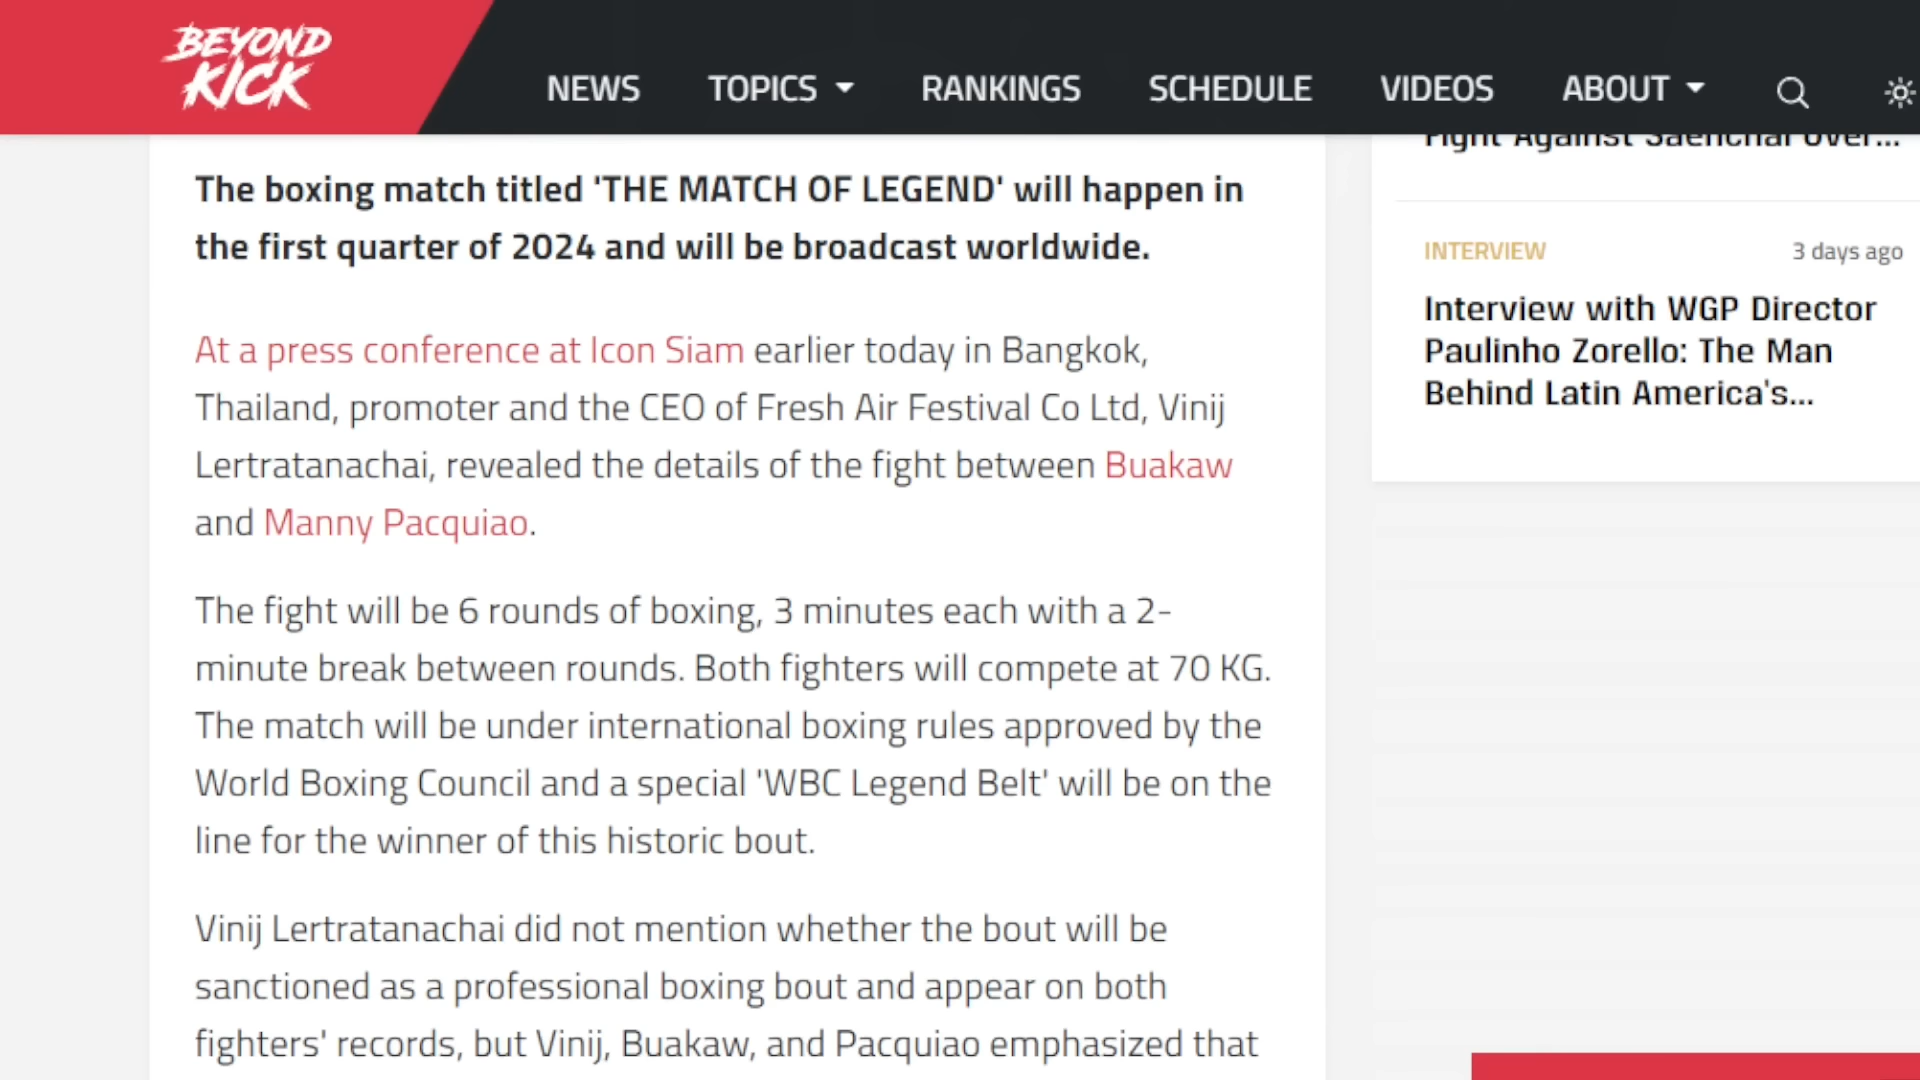 BEYOND
KICK
NEWS
TOPICS
RANKINGS
SCHEDULE
VIDEOS
ABOUT
The boxing match titled 'THE MATCH OF LEGEND' will happen in
the first quarter of 2024 and will be broadcast worldwide.
At a press conference at Icon Siam earlier today in Bangkok,
Thailand, promoter and the CEO of Fresh Air Festival Co Ltd, Vinij
Lertratanachai, revealed the details of the fight between Buakaw
and Manny Pacquiao.
The fight will be 6 rounds of boxing, 3 minutes each with a 2-
minute break between rounds. Both fighters will compete at 70 KG.
The match will be under international boxing rules approved by the
World Boxing Council and a special 'WBC Legend Belt' will be on the
line for the winner of this historic bout.
Vinij Lertratanachai did not mention whether the bout will be
sanctioned as a professional boxing bout and appear on both
fighters' records, but Vinij, Buakaw, and Pacquiao emphasized that
Fight Against Saenchai Over...
INTERVIEW
3 days ago
Interview with WGP Director
Paulinho Zorello: The Man
Behind Latin America's...